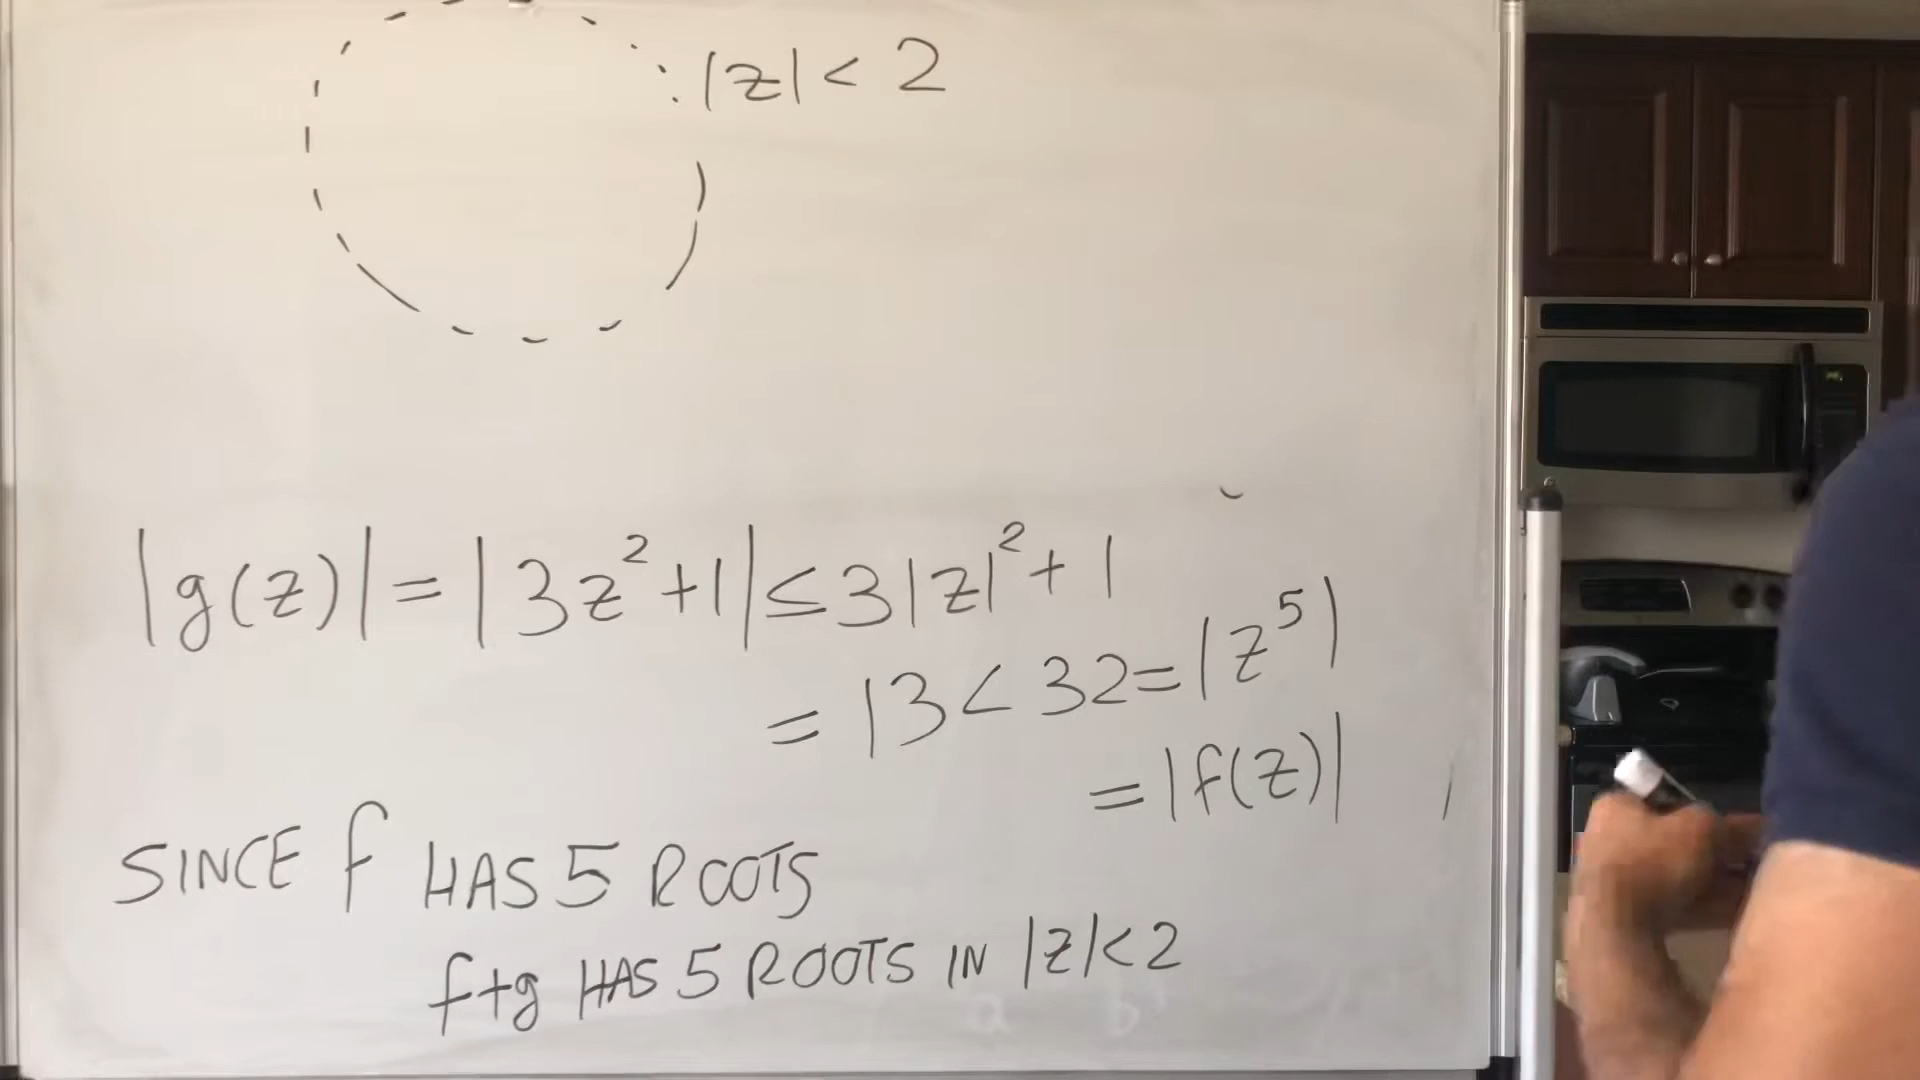 |z| < 2
|g(z)| = |3z²+1| ≤ 3|z|²+1
= 13 < 32 = |z⁵|
= |f(z)|
SINCE f HAS 5 ROOTS
f+g HAS 5 ROOTS IN |z|<2